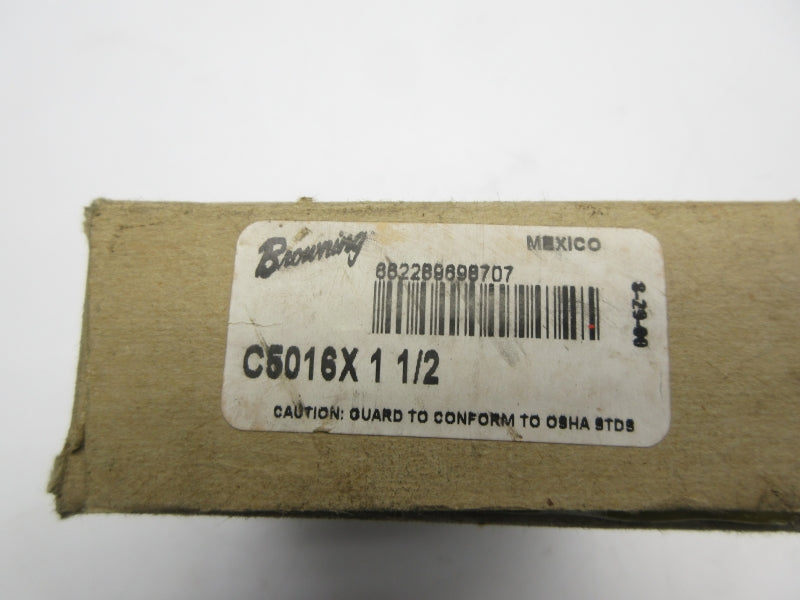 Browning
MEXICO
662289698707
C5016X 1 1/2
CAUTION: GUARD TO CONFORM TO OSHA STDS